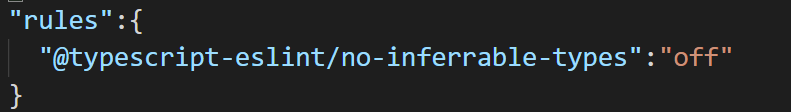 "rules":{
"@typescript-eslint/no-inferrable-types":"off"
}